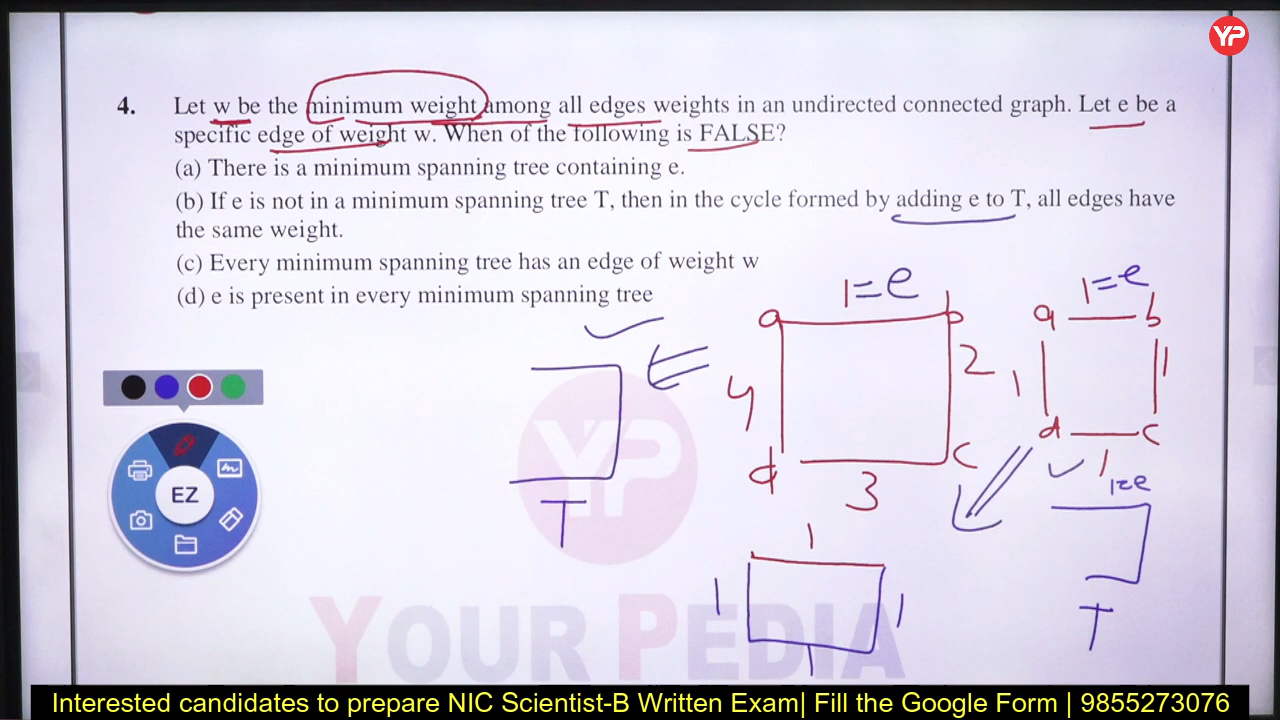 YP
4. Let w be the minimum weight among all edges weights in an undirected connected graph. Let e be a
specific edge of weight w. When of the following is FALSE?
(a) There is a minimum spanning tree containing e.
(b) If e is not in a minimum spanning tree T, then in the cycle formed by adding e to T, all edges have
the same weight.
(c) Every minimum spanning tree has an edge of weight w
(d) e is present in every minimum spanning tree
1=e
a b
4 2
d c
3
1=e
a b
1 1
d c
1
1=e
T
T
1
1 1
1
EZ
YP
YOUR PEDIA
Interested candidates to prepare NIC Scientist-B Written Exam| Fill the Google Form | 9855273076